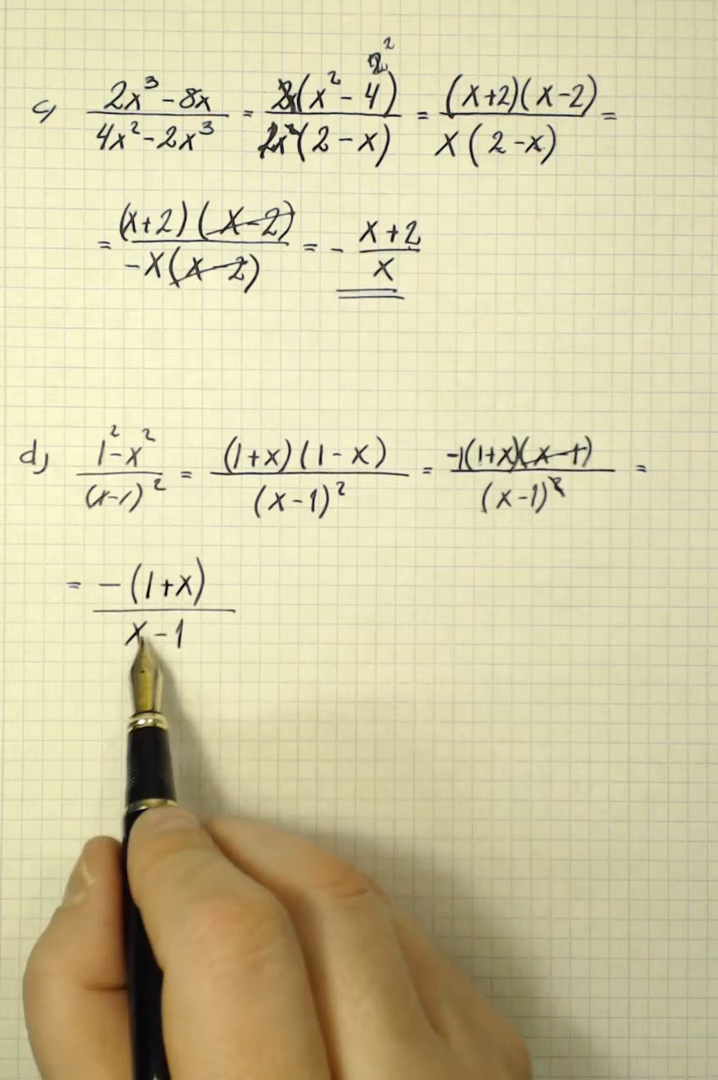 c) (2x³ - 8x)/(4x² - 2x³) = 2x(x² - 4)/2x²(2 - x) = (x+2)(x-2)/x(2-x) =
= (x+2)(x-2)/-x(x-2) = - (x+2)/x
d) (1² - x²)/(x-1)² = (1+x)(1-x)/(x-1)² = -1(1+x)(x-1)/(x-1)² =
= -(1+x)/(x-1)